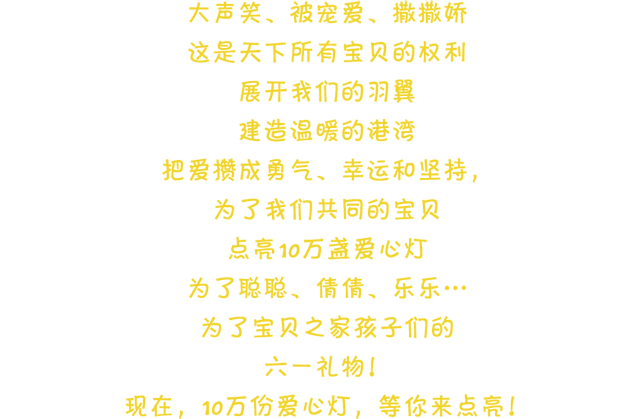 大声笑、被宠爱、撒撒娇
这是天下所有宝贝的权利
展开我们的羽翼
建造温暖的港湾
把爱攒成勇气、幸运和坚持,
为了我们共同的宝贝
点亮10万盏爱心灯
为了聪聪、倩倩、乐乐…
为了宝贝之家孩子们的
六一礼物!
现在，10万份爱心灯，等你来点亮!